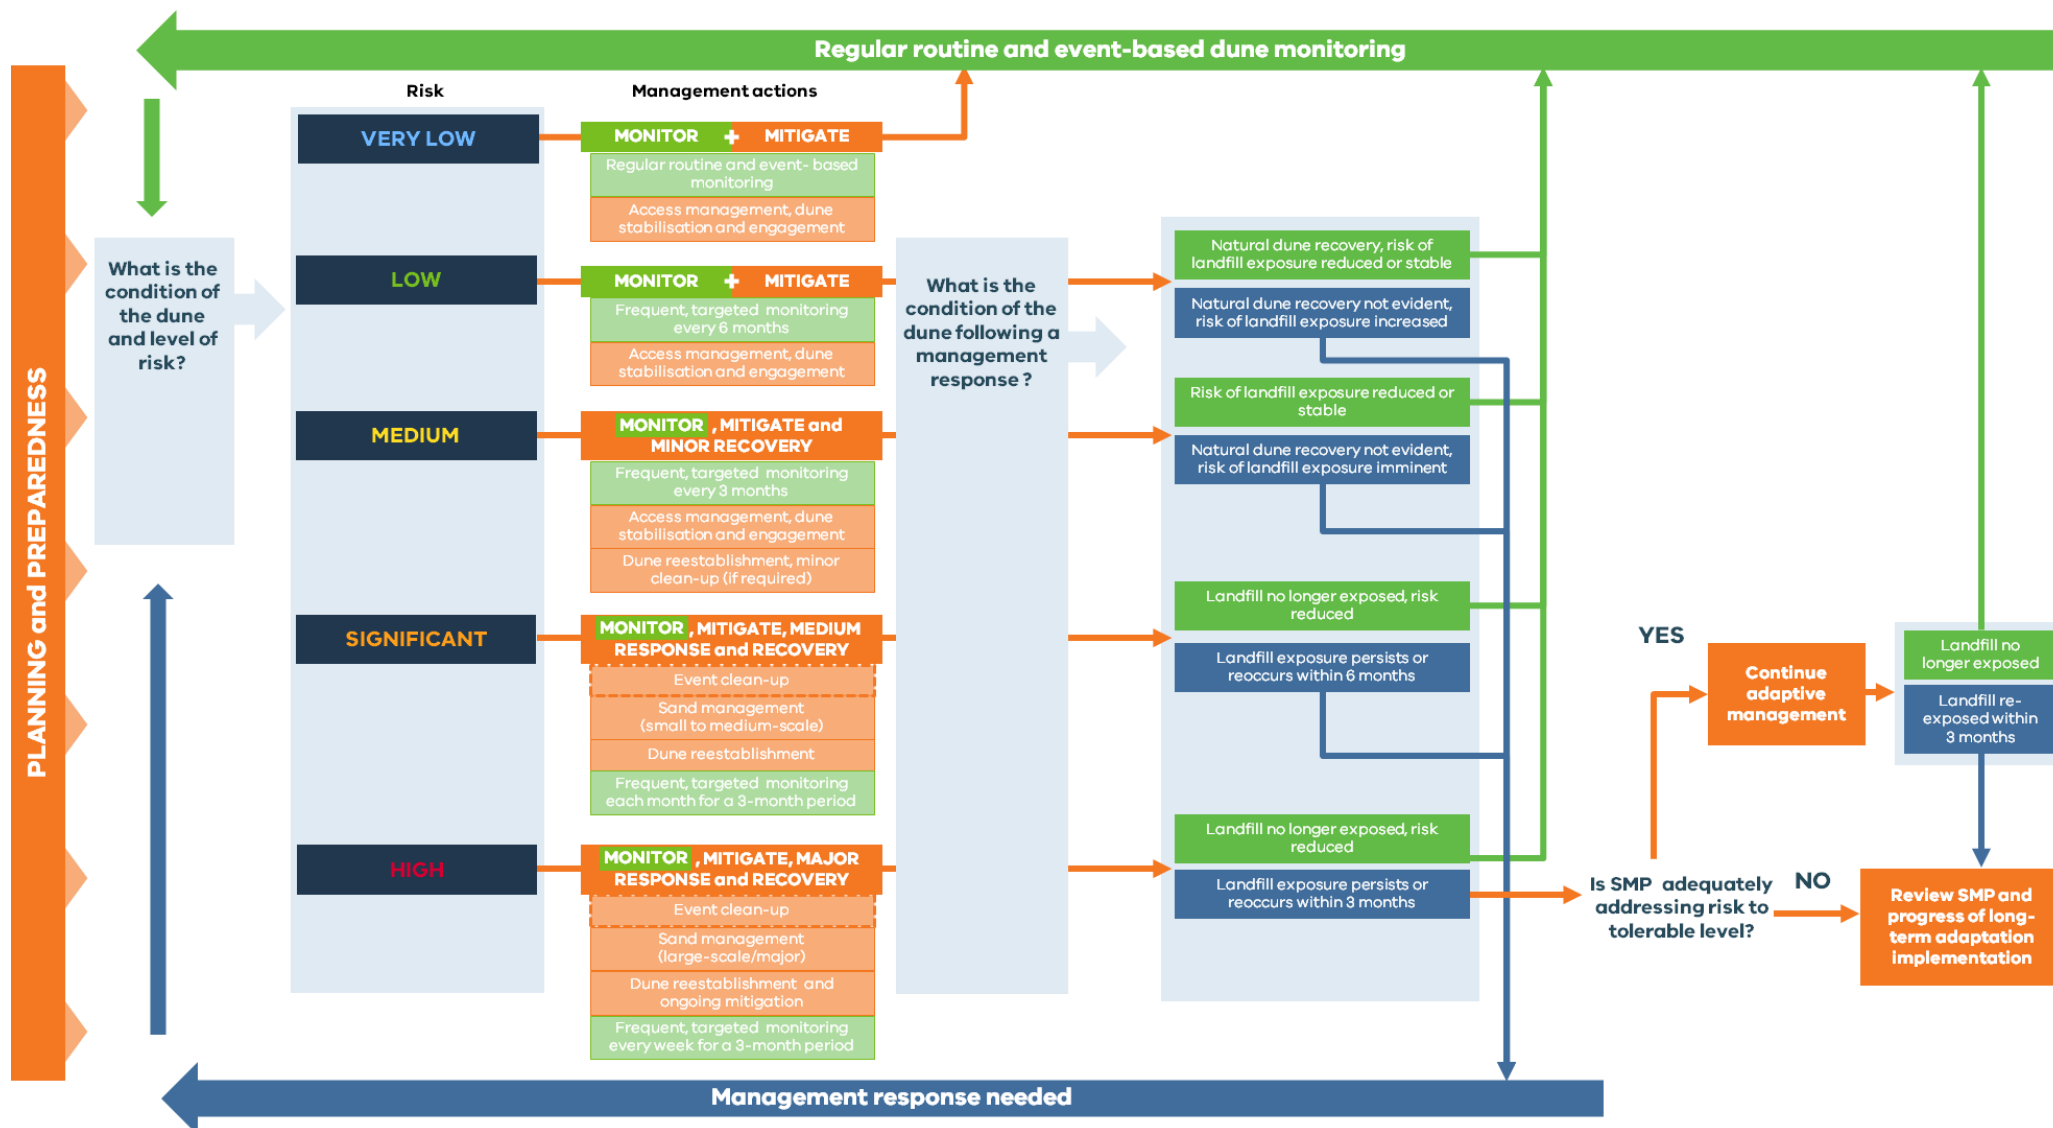 Regular routine and event-based dune monitoring
PLANNING and PREPAREDNESS
Risk
Management actions
What is the
condition of
the dune
and level of
risk?
VERY LOW
MONITOR + MITIGATE
Regular routine and event- based
monitoring
Access management, dune
stabilisation and engagement
LOW
MONITOR + MITIGATE
Frequent, targeted monitoring
every 6 months
Access management, dune
stabilisation and engagement
MEDIUM
MONITOR , MITIGATE and
MINOR RECOVERY
Frequent, targeted monitoring
every 3 months
Access management, dune
stabilisation and engagement
Dune reestablishment, minor
clean-up (if required)
SIGNIFICANT
MONITOR , MITIGATE, MEDIUM
RESPONSE and RECOVERY
Event clean-up
Sand management
(small to medium-scale)
Dune reestablishment
Frequent, targeted monitoring
each month for a 3-month period
HIGH
MONITOR , MITIGATE, MAJOR
RESPONSE and RECOVERY
Event clean-up
Sand management
(large-scale/major)
Dune reestablishment and
ongoing mitigation
Frequent, targeted monitoring
every week for a 3-month period
What is the
condition of the
dune following a
management
response ?
Natural dune recovery, risk of
landfill exposure reduced or stable
Natural dune recovery not evident,
risk of landfill exposure increased
Risk of landfill exposure reduced or
stable
Natural dune recovery not evident,
risk of landfill exposure imminent
Landfill no longer exposed, risk
reduced
Landfill exposure persists or
reoccurs within 6 months
Landfill no longer exposed, risk
reduced
Landfill exposure persists or
reoccurs within 3 months
Is SMP adequately
addressing risk to
tolerable level?
YES
Continue
adaptive
management
Landfill no
longer exposed
Landfill re-
exposed within
3 months
NO
Review SMP and
progress of long-
term adaptation
implementation
Management response needed